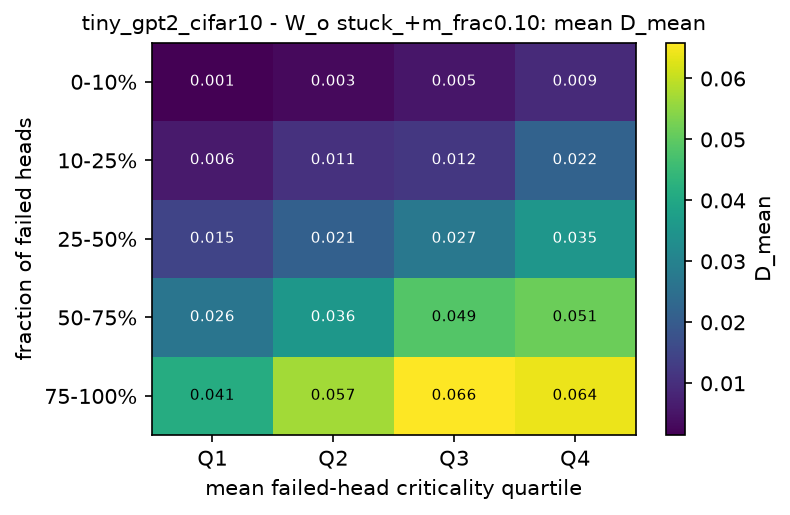 tiny_gpt2_cifar10 - W_o stuck_+m_frac0.10: mean D_mean
fraction of failed heads
0-10%
0.001 0.003 0.005 0.009
10-25%
0.006 0.011 0.012 0.022
25-50%
0.015 0.021 0.027 0.035
50-75%
0.026 0.036 0.049 0.051
75-100%
0.041 0.057 0.066 0.064
Q1 Q2 Q3 Q4
mean failed-head criticality quartile
0.06
0.05
0.04
0.03
0.02
0.01
D_mean